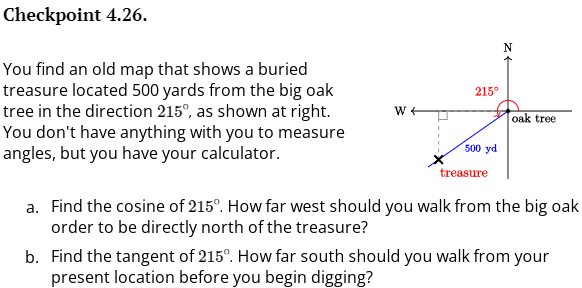 Checkpoint 4.26.
You find an old map that shows a buried
treasure located 500 yards from the big oak
tree in the direction 215°, as shown at right.
You don't have anything with you to measure
angles, but you have your calculator.
N
215°
W
oak tree
500 yd
treasure
a. Find the cosine of 215°. How far west should you walk from the big oak
order to be directly north of the treasure?
b. Find the tangent of 215°. How far south should you walk from your
present location before you begin digging?